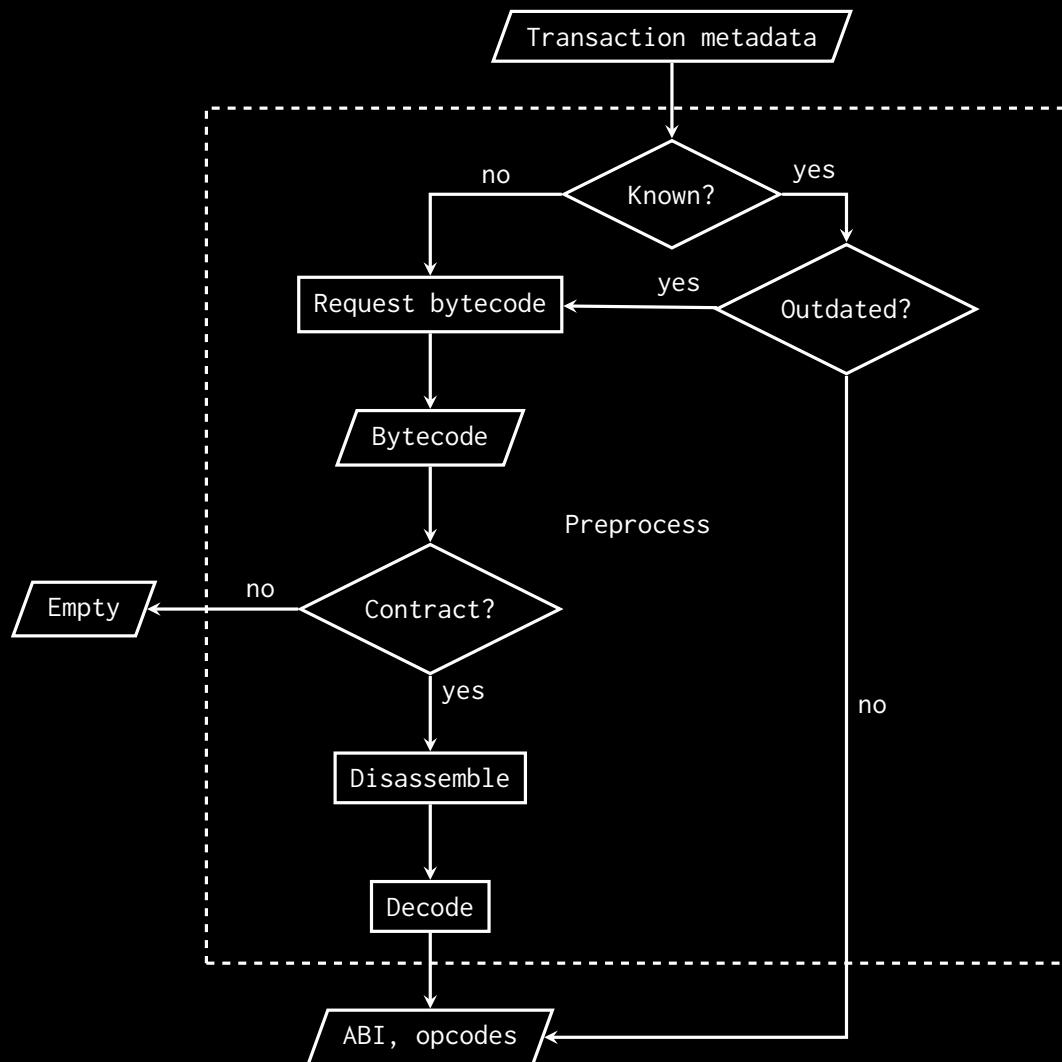 Transaction metadata
no
yes
Known?
Request bytecode
yes
Outdated?
Bytecode
Preprocess
Empty
no
Contract?
yes
no
Disassemble
Decode
ABI, opcodes